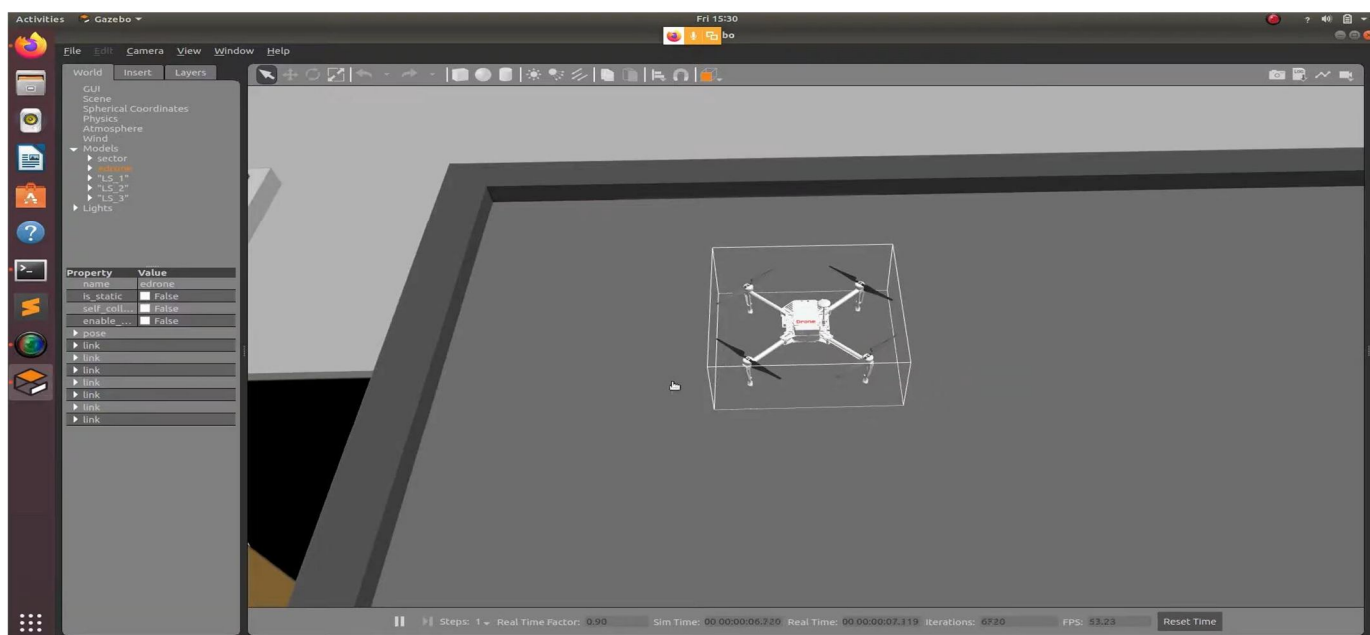 Activities
Gazebo
Fri 15:30
bo
File Edit Camera View Window Help
World Insert Layers
GUI
Scene
Spherical Coordinates
Physics
Atmosphere
Wind
Models
sector
edrone
"LS_1"
"LS_2"
"LS_3"
Lights
Property Value
name edrone
is_static False
self_coll... False
enable_... False
pose
link
link
link
link
link
link
link
Steps: 1 Real Time Factor: 0.90 Sim Time: 00 00:00:06.720 Real Time: 00 00:00:07.319 Iterations: 6720 FPS: 53.23 Reset Time